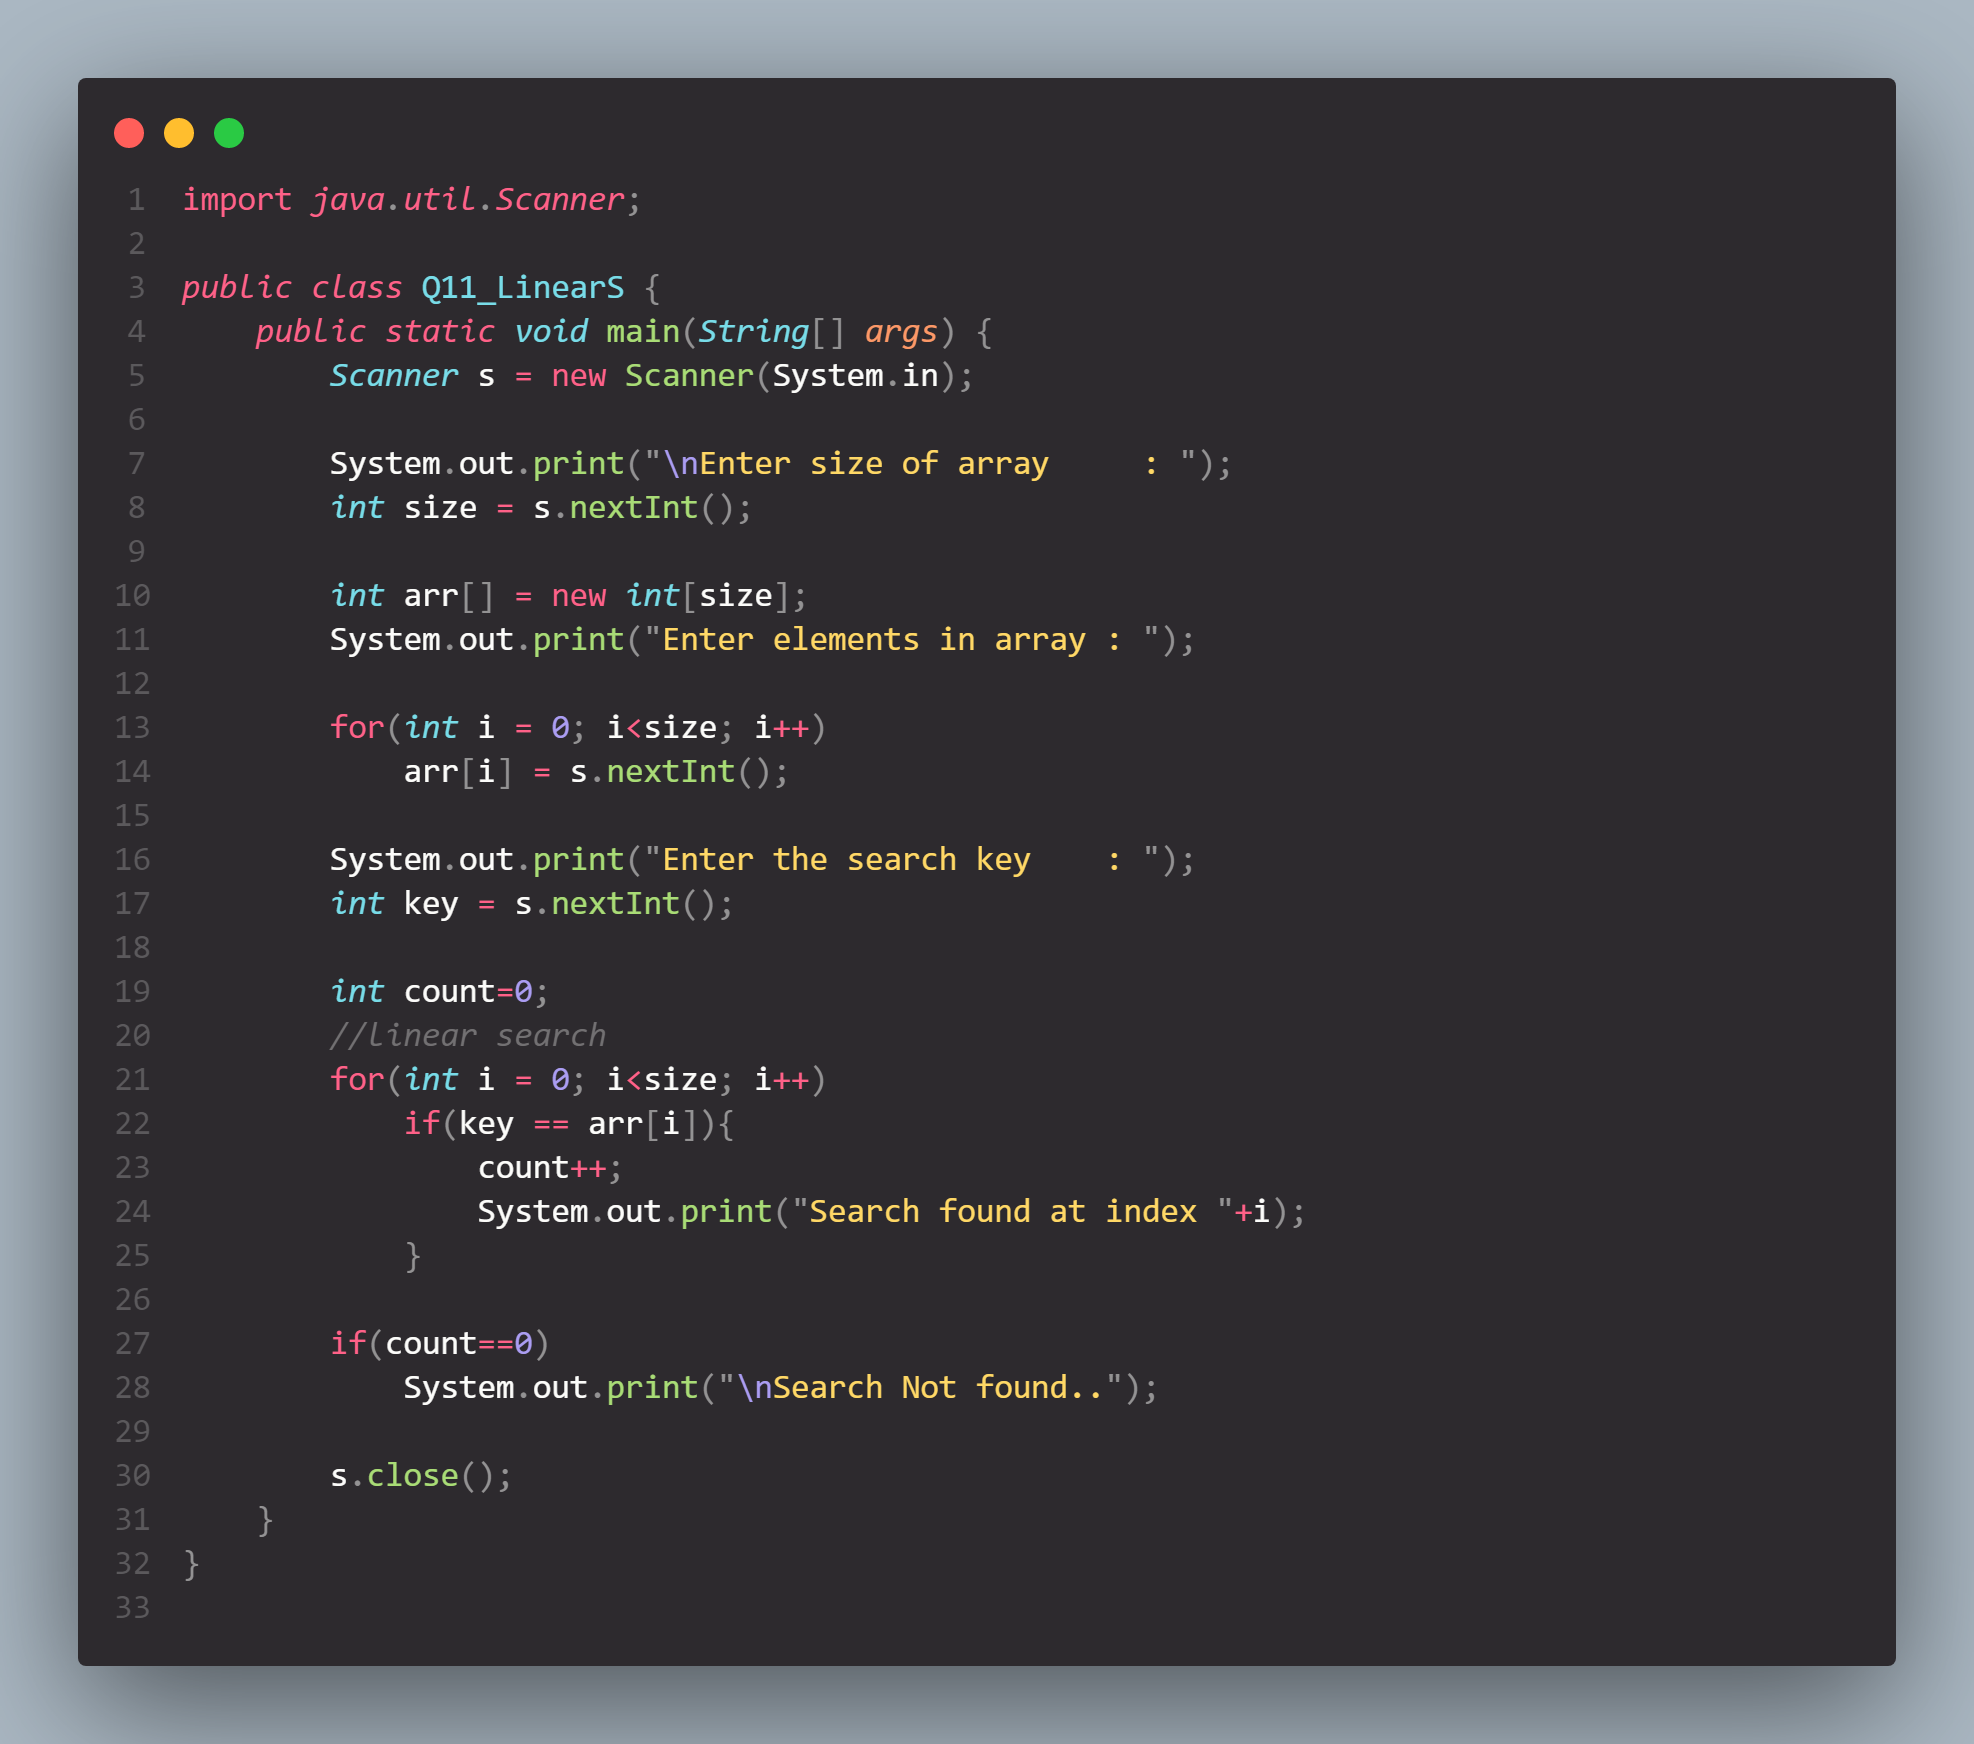 1 import java.util.Scanner;
2
3 public class Q11_LinearS {
4     public static void main(String[] args) {
5         Scanner s = new Scanner(System.in);
6
7         System.out.print("\nEnter size of array     : ");
8         int size = s.nextInt();
9
10         int arr[] = new int[size];
11         System.out.print("Enter elements in array : ");
12
13         for(int i = 0; i<size; i++)
14             arr[i] = s.nextInt();
15
16         System.out.print("Enter the search key    : ");
17         int key = s.nextInt();
18
19         int count=0;
20         //linear search
21         for(int i = 0; i<size; i++)
22             if(key == arr[i]){
23                 count++;
24                 System.out.print("Search found at index "+i);
25             }
26
27         if(count==0)
28             System.out.print("\nSearch Not found..");
29
30         s.close();
31     }
32 }
33